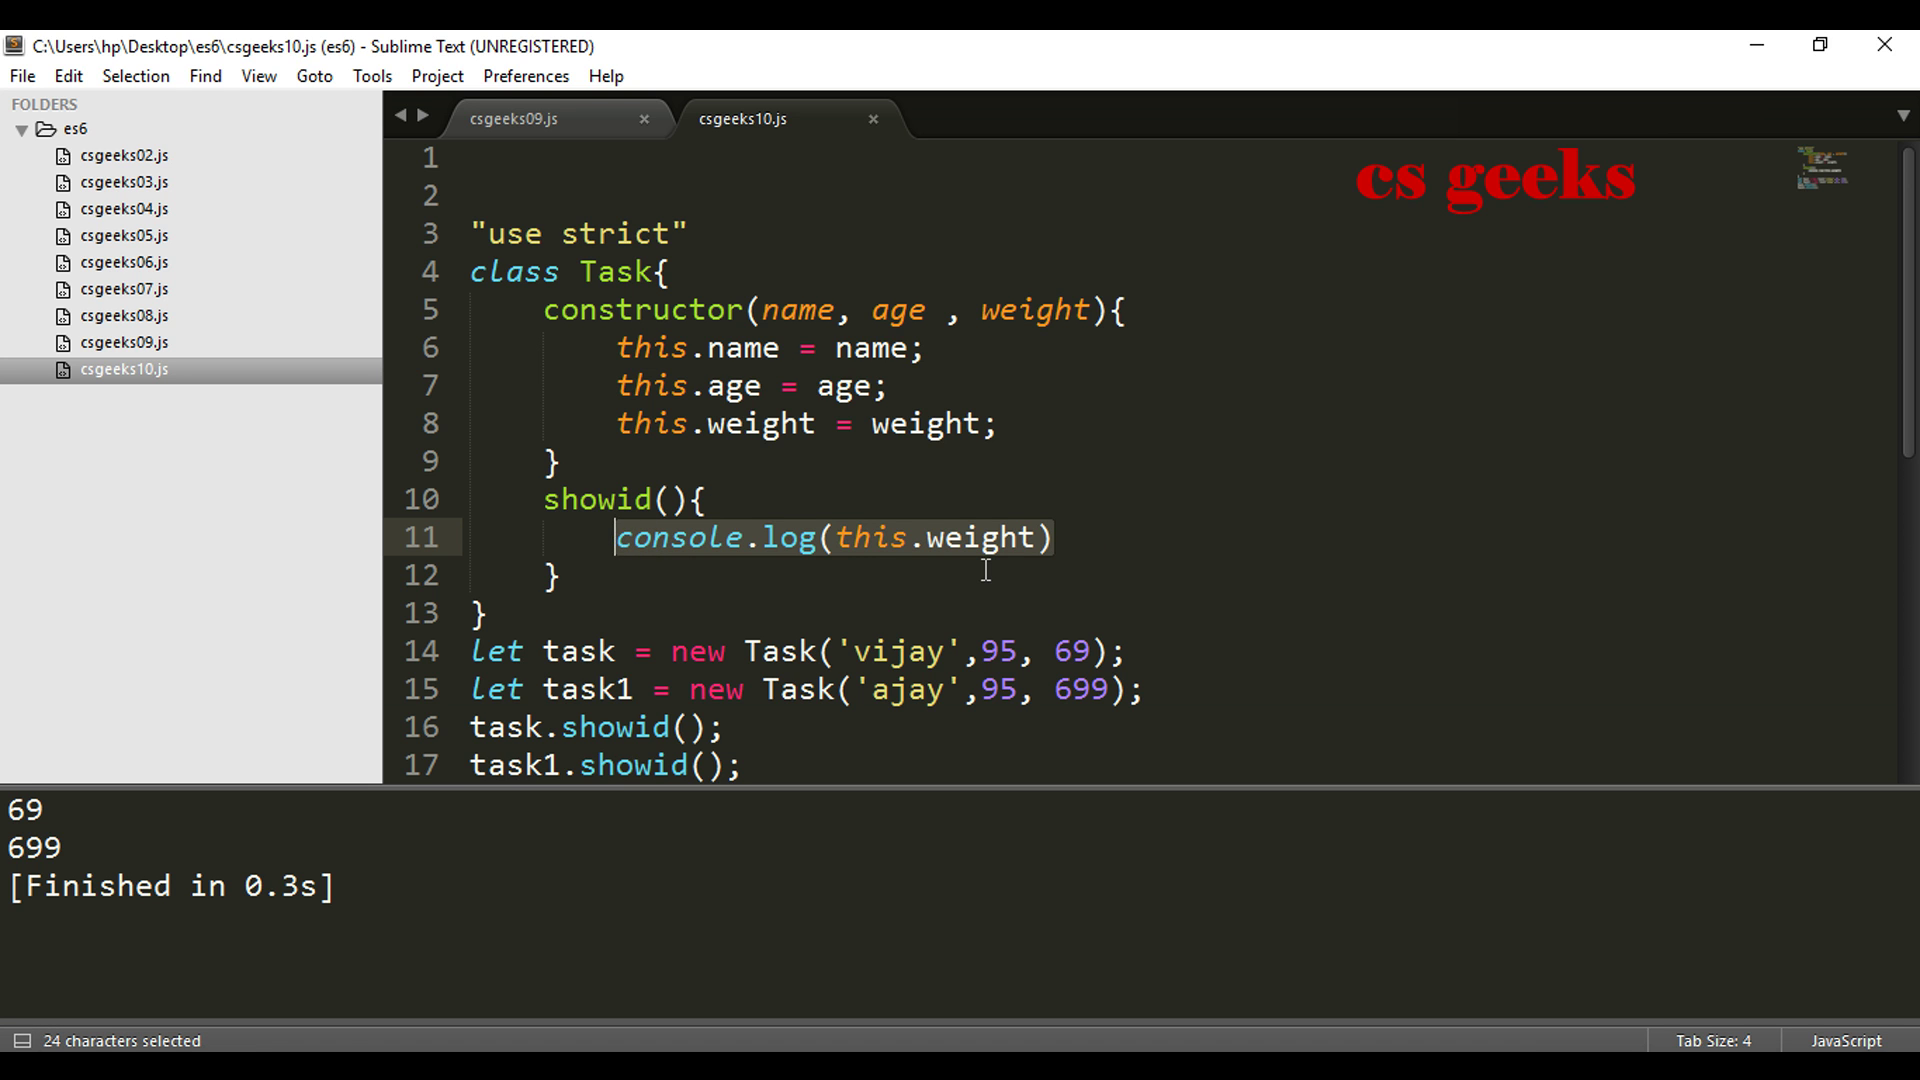 C:\Users\hp\Desktop\es6\csgeeks10.js (es6) - Sublime Text (UNREGISTERED)
File Edit Selection Find View Goto Tools Project Preferences Help
FOLDERS
es6
csgeeks02.js
csgeeks03.js
csgeeks04.js
csgeeks05.js
csgeeks06.js
csgeeks07.js
csgeeks08.js
csgeeks09.js
csgeeks10.js
csgeeks09.js × csgeeks10.js ×
cs geeks
1
2
3 "use strict"
4 class Task{
5 constructor(name, age , weight){
6 this.name = name;
7 this.age = age;
8 this.weight = weight;
9 }
10 showid(){
11 console.log(this.weight)
12 }
13 }
14 let task = new Task('vijay',95, 69);
15 let task1 = new Task('ajay',95, 699);
16 task.showid();
17 task1.showid();
69
699
[Finished in 0.3s]
24 characters selected
Tab Size: 4 JavaScript